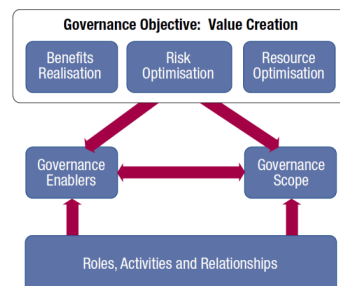 Governance Objective: Value Creation
Benefits
Realisation
Risk
Optimisation
Resource
Optimisation
Governance
Enablers
Governance
Scope
Roles, Activities and Relationships